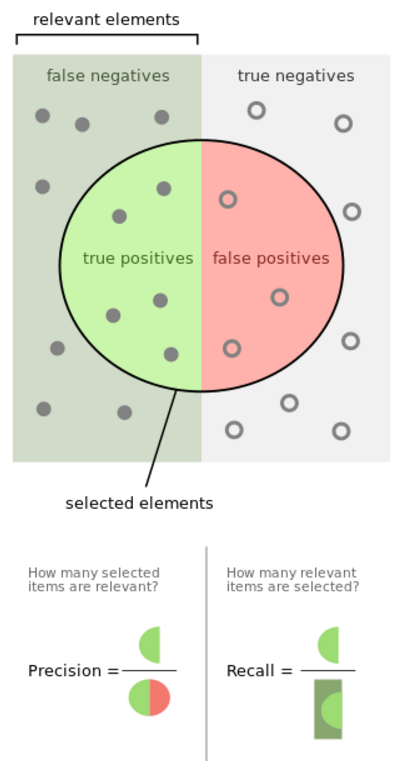 relevant elements
false negatives
true negatives
true positives
false positives
selected elements
How many selected
items are relevant?
How many relevant
items are selected?
Precision =
Recall =